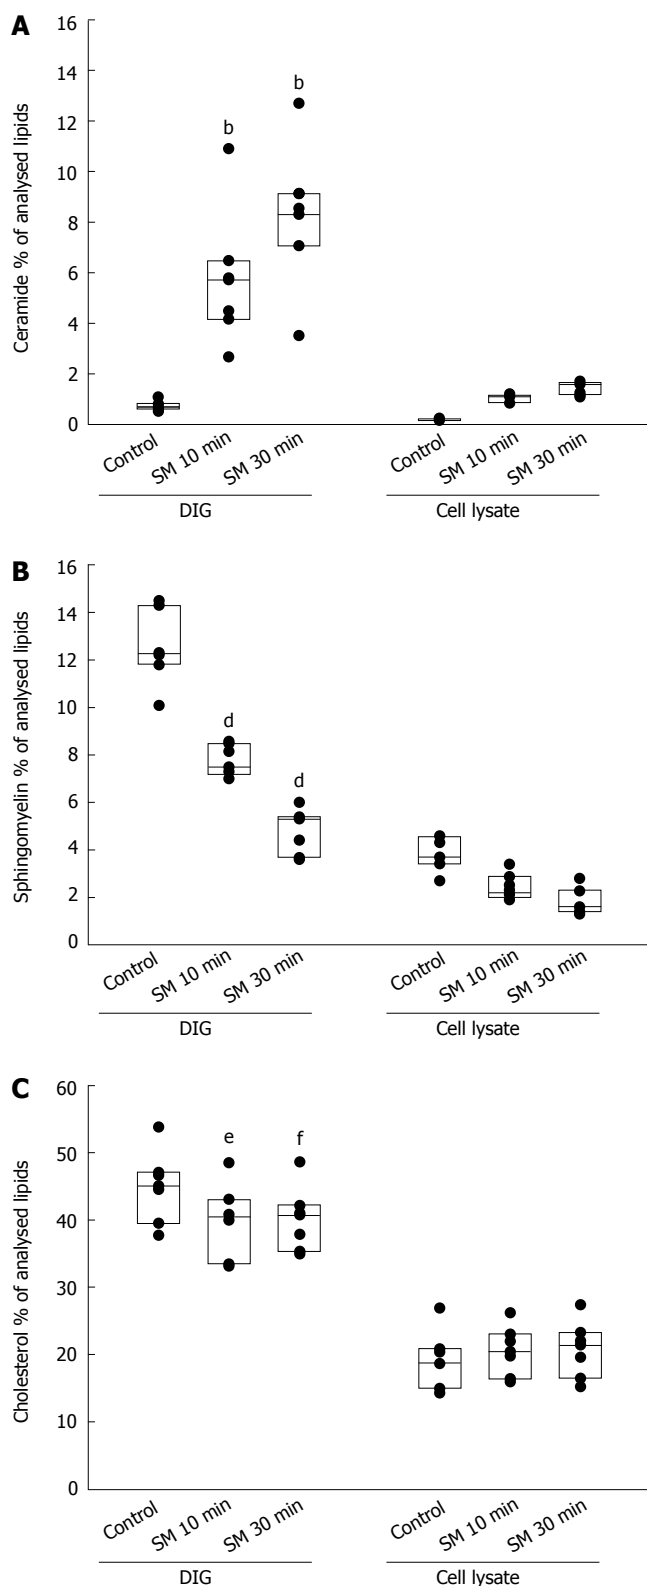 A
Ceramide % of analysed lipids
16
14
12
10
8
6
4
2
0
b
b
Control
SM 10 min
SM 30 min
Control
SM 10 min
SM 30 min
DIG
Cell lysate
B
Sphingomyelin % of analysed lipids
16
14
12
10
8
6
4
2
0
d
d
Control
SM 10 min
SM 30 min
Control
SM 10 min
SM 30 min
DIG
Cell lysate
C
Cholesterol % of analysed lipids
60
50
40
30
20
10
0
e
f
Control
SM 10 min
SM 30 min
Control
SM 10 min
SM 30 min
DIG
Cell lysate